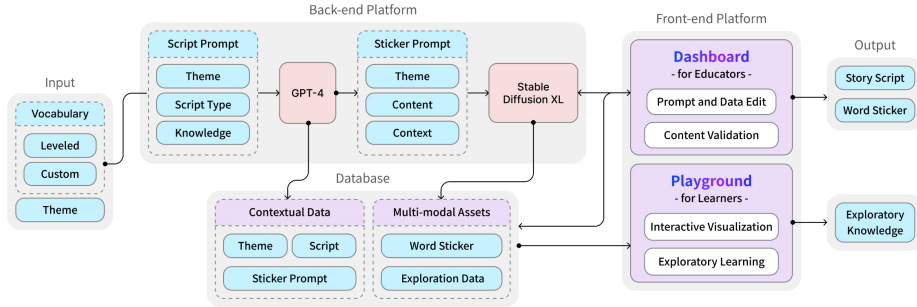 Back-end Platform
Front-end Platform
Input
Output
Script Prompt
Theme
Script Type
Knowledge
GPT-4
Sticker Prompt
Theme
Content
Context
Stable
Diffusion XL
Vocabulary
Leveled
Custom
Theme
Dashboard
- for Educators -
Prompt and Data Edit
Content Validation
Story Script
Word Sticker
Database
Contextual Data
Theme
Script
Sticker Prompt
Multi-modal Assets
Word Sticker
Exploration Data
Playground
- for Learners -
Interactive Visualization
Exploratory Learning
Exploratory
Knowledge